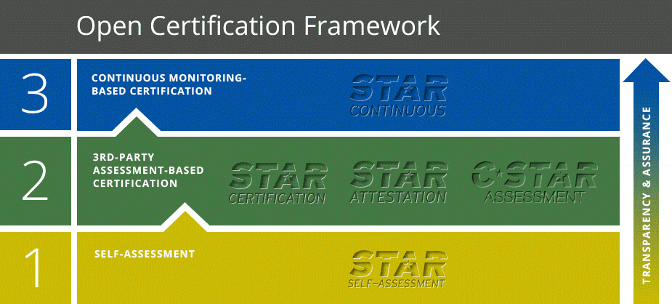 Open Certification Framework
3
CONTINUOUS MONITORING-
BASED CERTIFICATION
STAR
CONTINUOUS
2
3RD-PARTY
ASSESSMENT-BASED
CERTIFICATION
STAR
CERTIFICATION
STAR
ATTESTATION
C★STAR
ASSESSMENT
1
SELF-ASSESSMENT
STAR
SELF-ASSESSMENT
TRANSPARENCY & ASSURANCE